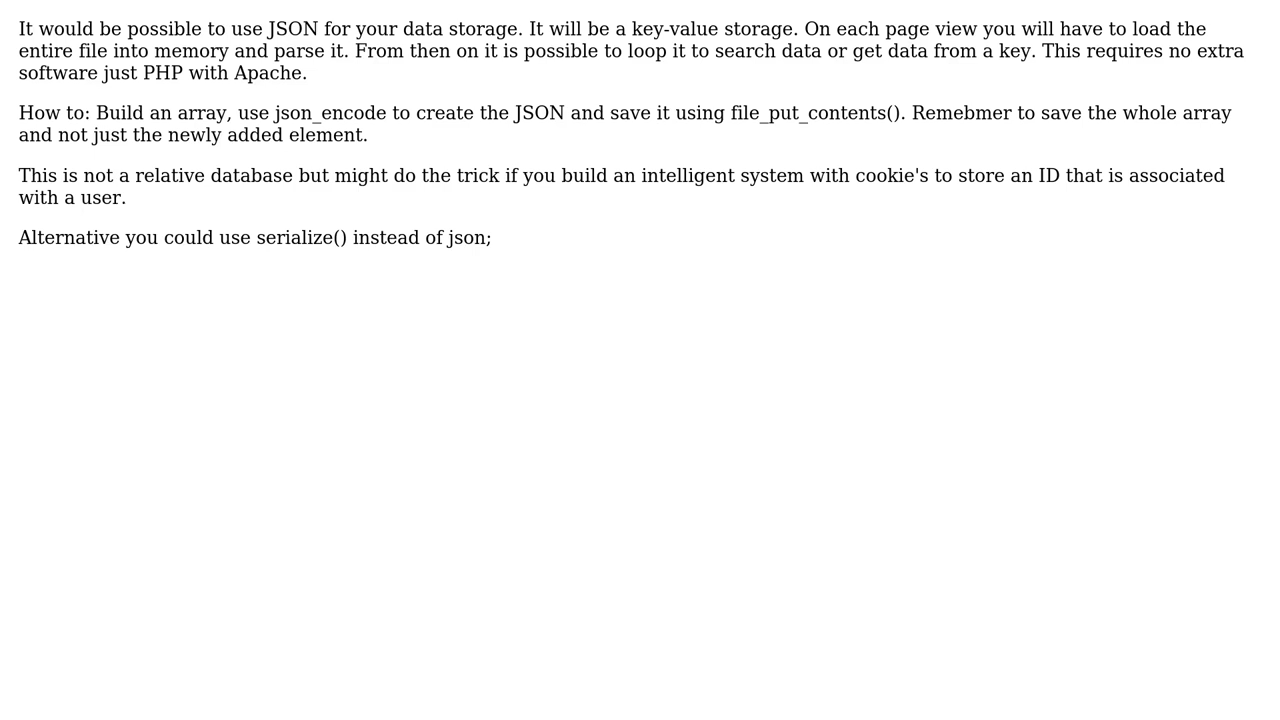 It would be possible to use JSON for your data storage. It will be a key-value storage. On each page view you will have to load the
entire file into memory and parse it. From then on it is possible to loop it to search data or get data from a key. This requires no extra
software just PHP with Apache.
How to: Build an array, use json_encode to create the JSON and save it using file_put_contents(). Remebmer to save the whole array
and not just the newly added element.
This is not a relative database but might do the trick if you build an intelligent system with cookie's to store an ID that is associated
with a user.
Alternative you could use serialize() instead of json;